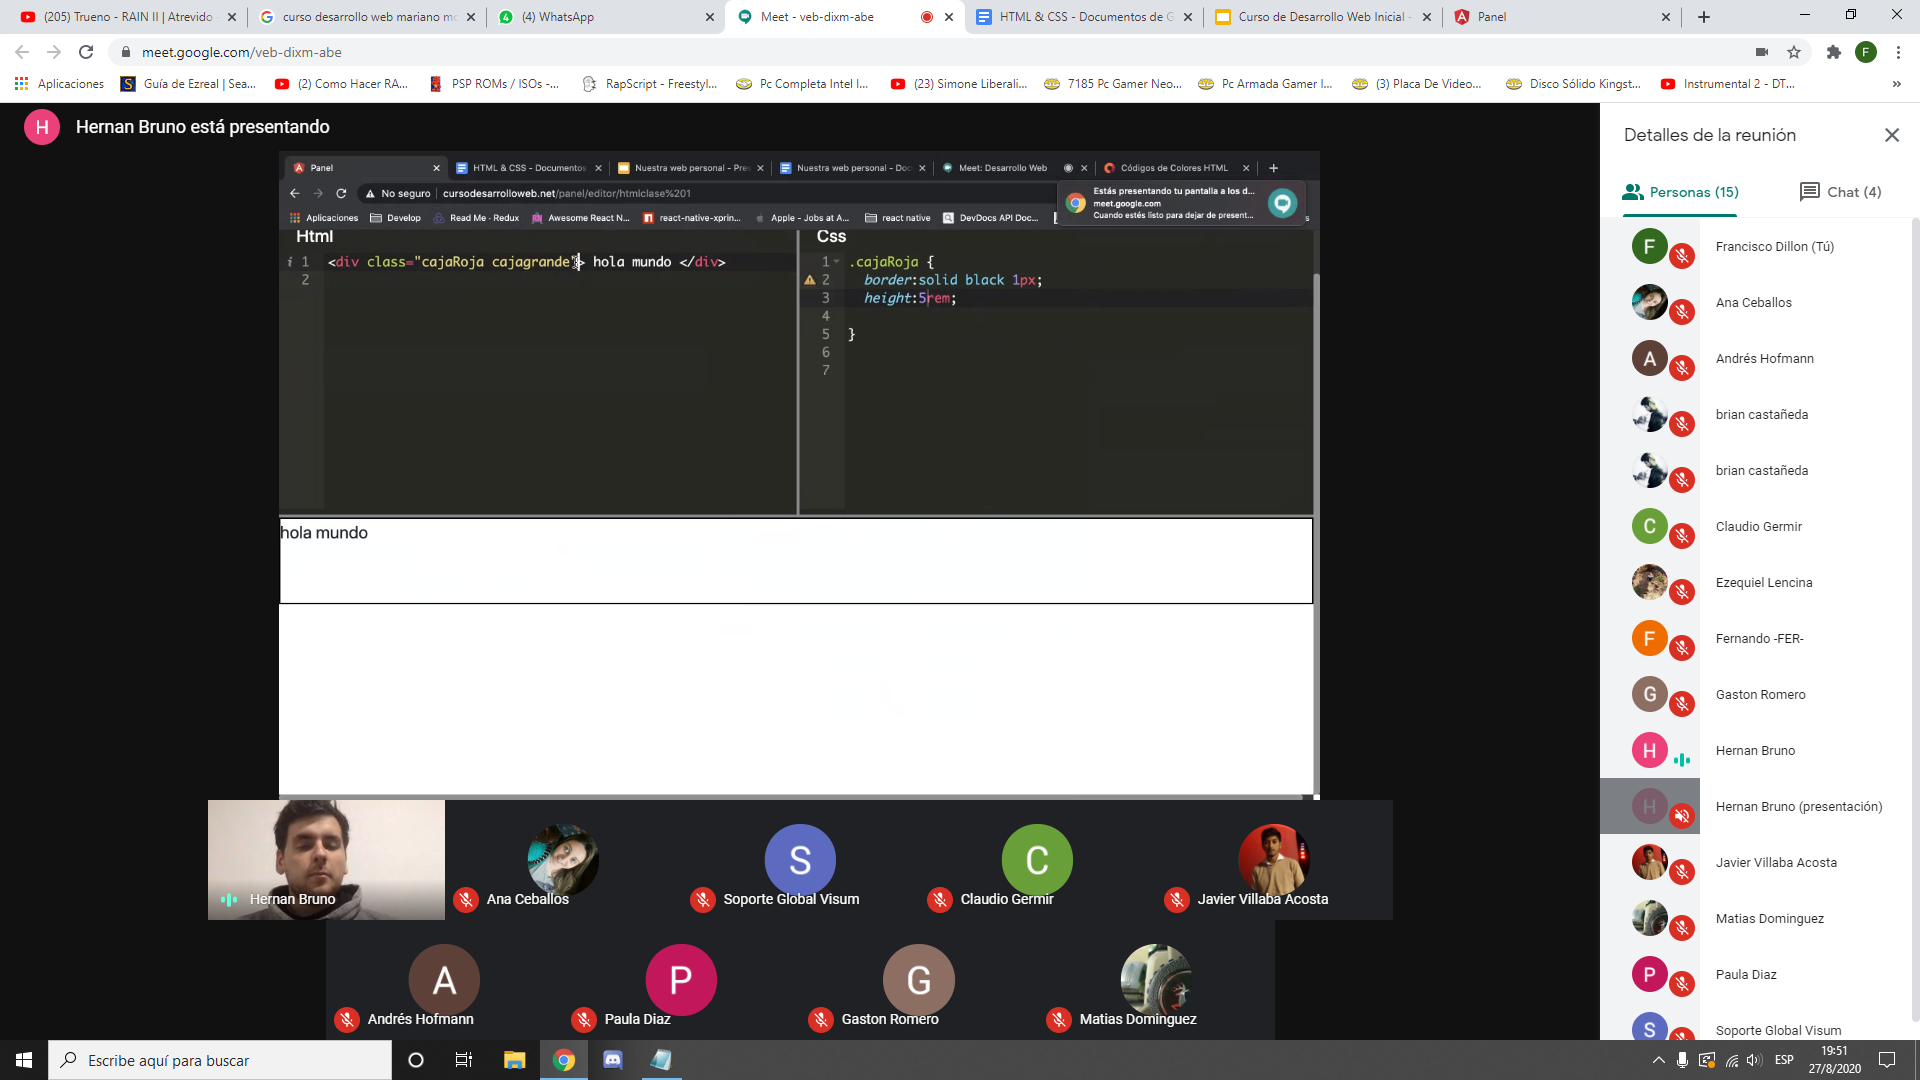 (205) Trueno - RAIN II | Atrevido
curso desarrollo web mariano mo
(4) WhatsApp
Meet - veb-dixm-abe
HTML & CSS - Documentos de G
Curso de Desarrollo Web Inicial -
Panel
meet.google.com/veb-dixm-abe
F
Aplicaciones
Guía de Ezreal | Sea...
(2) Como Hacer RA...
PSP ROMs / ISOs -...
RapScript - Freestyl...
Pc Completa Intel I...
(23) Simone Liberali...
7185 Pc Gamer Neo...
Pc Armada Gamer I...
(3) Placa De Video...
Disco Sólido Kingst...
Instrumental 2 - DT...
»
H Hernan Bruno está presentando
Panel
HTML & CSS - Documentos
Nuestra web personal - Pres
Nuestra web personal - Doc
Meet: Desarrollo Web
Códigos de Colores HTML
No seguro | cursodesarrolloweb.net/panel/editor/htmlclase%201
Estás presentando tu pantalla a los d...
meet.google.com
Cuando estés listo para dejar de present...
Aplicaciones
Develop
Read Me · Redux
Awesome React N...
react-native-xprin...
Apple - Jobs at A...
react native
DevDocs API Doc...
Html
1 <div class="cajaRoja cajagrande"> hola mundo </div>
2
Css
1 .cajaRoja {
2 border:solid black 1px;
3 height:5rem;
4
5 }
6
7
hola mundo
Hernan Bruno
Ana Ceballos
S
Soporte Global Visum
C
Claudio Germir
Javier Villaba Acosta
A
Andrés Hofmann
P
Paula Diaz
G
Gaston Romero
Matias Dominguez
Detalles de la reunión
Personas (15)
Chat (4)
F Francisco Dillon (Tú)
Ana Ceballos
A Andrés Hofmann
brian castañeda
brian castañeda
C Claudio Germir
Ezequiel Lencina
F Fernando -FER-
G Gaston Romero
H Hernan Bruno
H Hernan Bruno (presentación)
Javier Villaba Acosta
Matias Dominguez
P Paula Diaz
S Soporte Global Visum
Escribe aquí para buscar
ESP
19:51
27/8/2020